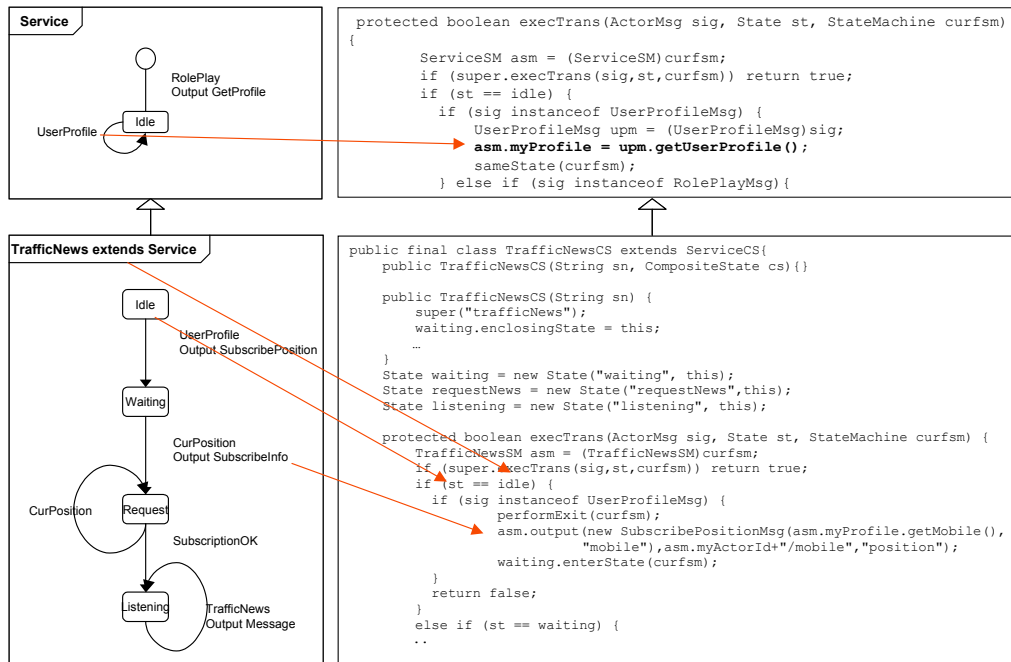 Service
RolePlay
Output GetProfile
Idle
UserProfile
protected boolean execTrans(ActorMsg sig, State st, StateMachine curfsm)
{
ServiceSM asm = (ServiceSM)curfsm;
if (super.execTrans(sig,st,curfsm)) return true;
if (st == idle) {
if (sig instanceof UserProfileMsg) {
UserProfileMsg upm = (UserProfileMsg)sig;
asm.myProfile = upm.getUserProfile();
sameState(curfsm);
} else if (sig instanceof RolePlayMsg){
TrafficNews extends Service
Idle
UserProfile
Output SubscribePosition
Waiting
CurPosition
Output SubscribeInfo
CurPosition
Request
SubscriptionOK
Listening
TrafficNews
Output Message
public final class TrafficNewsCS extends ServiceCS{
public TrafficNewsCS(String sn, CompositeState cs){}
public TrafficNewsCS(String sn) {
super("trafficNews");
waiting.enclosingState = this;
…
}
State waiting = new State("waiting", this);
State requestNews = new State("requestNews",this);
State listening = new State("listening", this);
protected boolean execTrans(ActorMsg sig, State st, StateMachine curfsm) {
TrafficNewsSM asm = (TrafficNewsSM)curfsm;
if (super.execTrans(sig,st,curfsm)) return true;
if (st == idle) {
if (sig instanceof UserProfileMsg) {
performExit(curfsm);
asm.output(new SubscribePositionMsg(asm.myProfile.getMobile(),
"mobile"),asm.myActorId+"/mobile","position");
waiting.enterState(curfsm);
}
return false;
}
else if (st == waiting) {
..